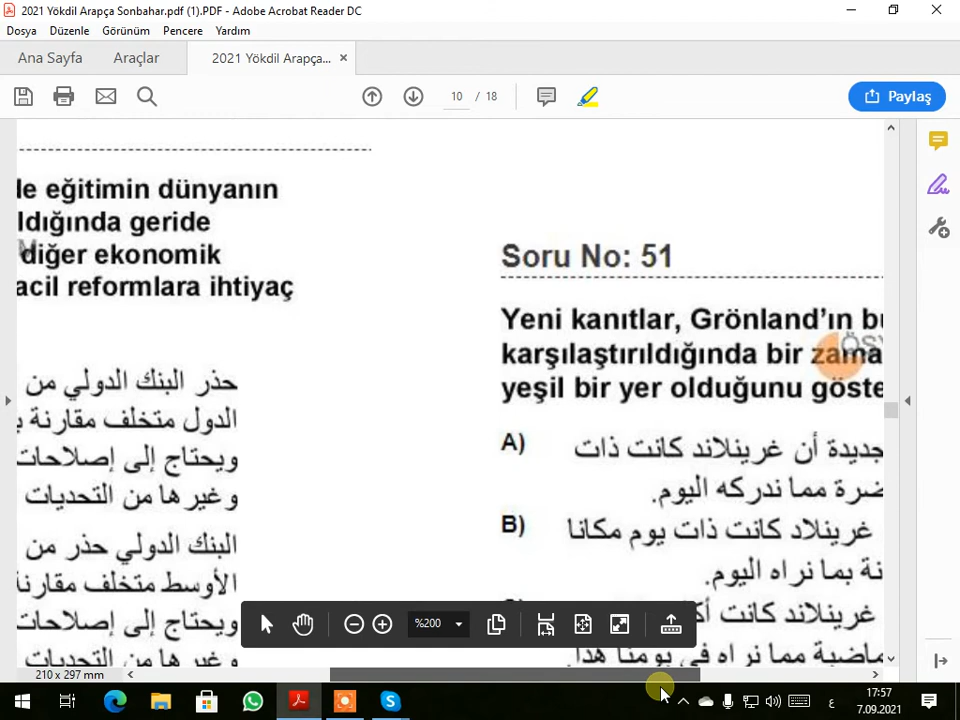 2021 Yökdil Arapça Sonbahar.pdf (1).PDF - Adobe Acrobat Reader DC
Dosya Düzenle Görünüm Pencere Yardım
Ana Sayfa Araçlar 2021 Yökdil Arapça...
10 / 18
Paylaş
de eğitimin dünyanın
ldığında geride
diğer ekonomik
acil reformlara ihtiyaç
حذر البنك الدولي من
الدول متخلف مقارنة ب
ويحتاج إلى إصلاحات
وغيرها من التحديات
البنك الدولي حذر من
الأوسط متخلف مقارنة
ويحتاج إلى إصلاحات
وغيرها من التحديات
Soru No: 51
Yeni kanıtlar, Grönland’ın bu
karşılaştırıldığında bir zama
yeşil bir yer olduğunu göste
A) جديدة أن غرينلاند كانت ذات
ضرة مما ندركه اليوم.
B) غرينلاد كانت ذات يوم مكانا
نة بما نراه اليوم.
غرينلاند كانت
ماضية مما نراه في يومنا هذا.
%200
210 x 297 mm
ع
17:57
7.09.2021